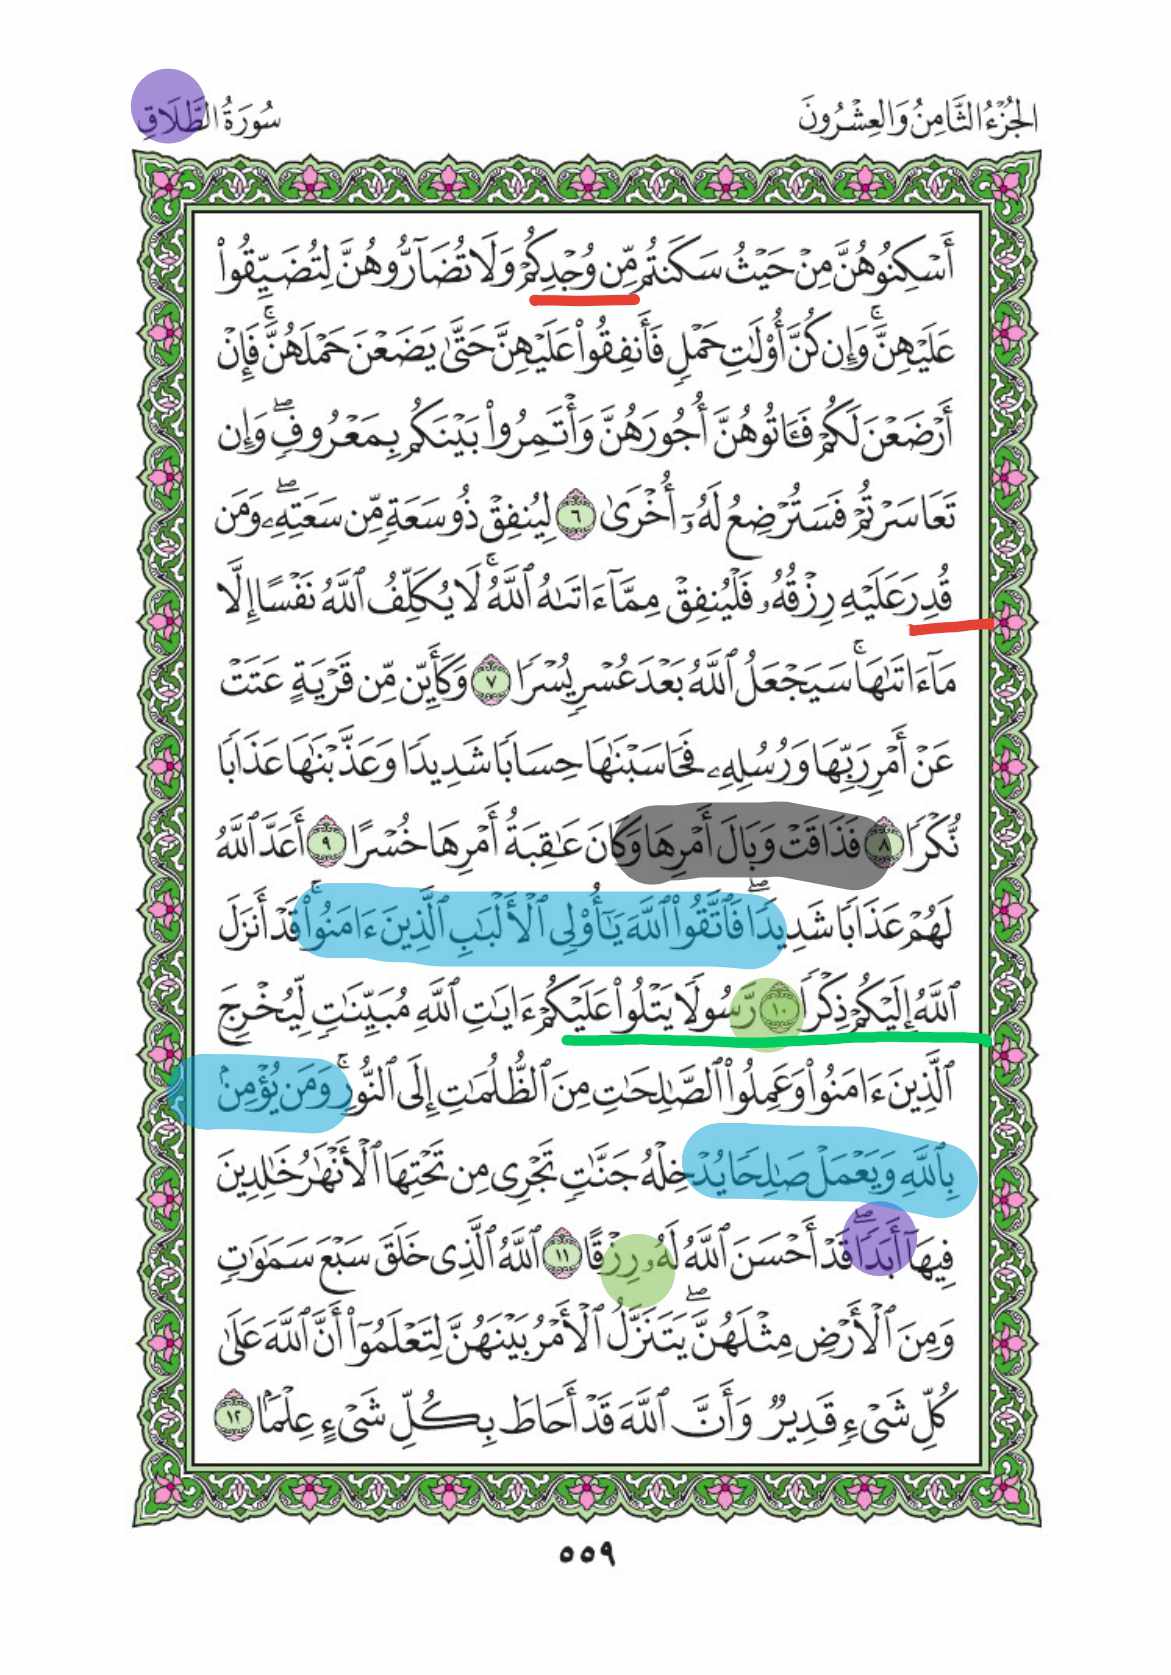 الجُزْءُ الثَّامِنُ وَالعِشْرُونَ
سُورَةُ الطَّلَاقِ
أَسْكِنُوهُنَّ مِنْ حَيْثُ سَكَنتُم مِّن وُجْدِكُمْ وَلَا تُضَآرُّوهُنَّ لِتُضَيِّقُوا۟
عَلَيْهِنَّ ۚ وَإِن كُنَّ أُو۟لَٰتِ حَمْلٍ فَأَنفِقُوا۟ عَلَيْهِنَّ حَتَّىٰ يَضَعْنَ حَمْلَهُنَّ ۚ فَإِنْ
أَرْضَعْنَ لَكُمْ فَـَٔاتُوهُنَّ أُجُورَهُنَّ وَأْتَمِرُوا۟ بَيْنَكُم بِمَعْرُوفٍ ۖ وَإِن
تَعَاسَرْتُمْ فَسَتُرْضِعُ لَهُۥٓ أُخْرَىٰ ٦ لِيُنفِقْ ذُو سَعَةٍ مِّن سَعَتِهِۦ ۖ وَمَن
قُدِرَ عَلَيْهِ رِزْقُهُۥ فَلْيُنفِقْ مِمَّآ ءَاتَىٰهُ ٱللَّهُ ۚ لَا يُكَلِّفُ ٱللَّهُ نَفْسًا إِلَّا
مَآ ءَاتَىٰهَا ۚ سَيَجْعَلُ ٱللَّهُ بَعْدَ عُسْرٍ يُسْرًا ٧ وَكَأَيِّن مِّن قَرْيَةٍ عَتَتْ
عَنْ أَمْرِ رَبِّهَا وَرُسُلِهِۦ فَحَاسَبْنَٰهَا حِسَابًا شَدِيدًا وَعَذَّبْنَٰهَا عَذَابًا
نُّكْرًا ٨ فَذَاقَتْ وَبَالَ أَمْرِهَا وَكَانَ عَٰقِبَةُ أَمْرِهَا خُسْرًا ٩ أَعَدَّ ٱللَّهُ
لَهُمْ عَذَابًا شَدِيدًا ۖ فَٱتَّقُوا۟ ٱللَّهَ يَٰٓأُو۟لِى ٱلْأَلْبَٰبِ ٱلَّذِينَ ءَامَنُوا۟ ۚ قَدْ أَنزَلَ
ٱللَّهُ إِلَيْكُمْ ذِكْرًا ١٠ رَّسُولًا يَتْلُوا۟ عَلَيْكُمْ ءَايَٰتِ ٱللَّهِ مُبَيِّنَٰتٍ لِّيُخْرِجَ
ٱلَّذِينَ ءَامَنُوا۟ وَعَمِلُوا۟ ٱلصَّٰلِحَٰتِ مِنَ ٱلظُّلُمَٰتِ إِلَى ٱلنُّورِ ۚ وَمَن يُؤْمِنۢ
بِٱللَّهِ وَيَعْمَلْ صَٰلِحًا يُدْخِلْهُ جَنَّٰتٍ تَجْرِى مِن تَحْتِهَا ٱلْأَنْهَٰرُ خَٰلِدِينَ
فِيهَآ أَبَدًا ۖ قَدْ أَحْسَنَ ٱللَّهُ لَهُۥ رِزْقًا ١١ ٱللَّهُ ٱلَّذِى خَلَقَ سَبْعَ سَمَٰوَٰتٍ
وَمِنَ ٱلْأَرْضِ مِثْلَهُنَّ ۖ يَتَنَزَّلُ ٱلْأَمْرُ بَيْنَهُنَّ لِتَعْلَمُوٓا۟ أَنَّ ٱللَّهَ عَلَىٰ
كُلِّ شَىْءٍ قَدِيرٌ وَأَنَّ ٱللَّهَ قَدْ أَحَاطَ بِكُلِّ شَىْءٍ عِلْمًۢا ١٢
٥٥٩